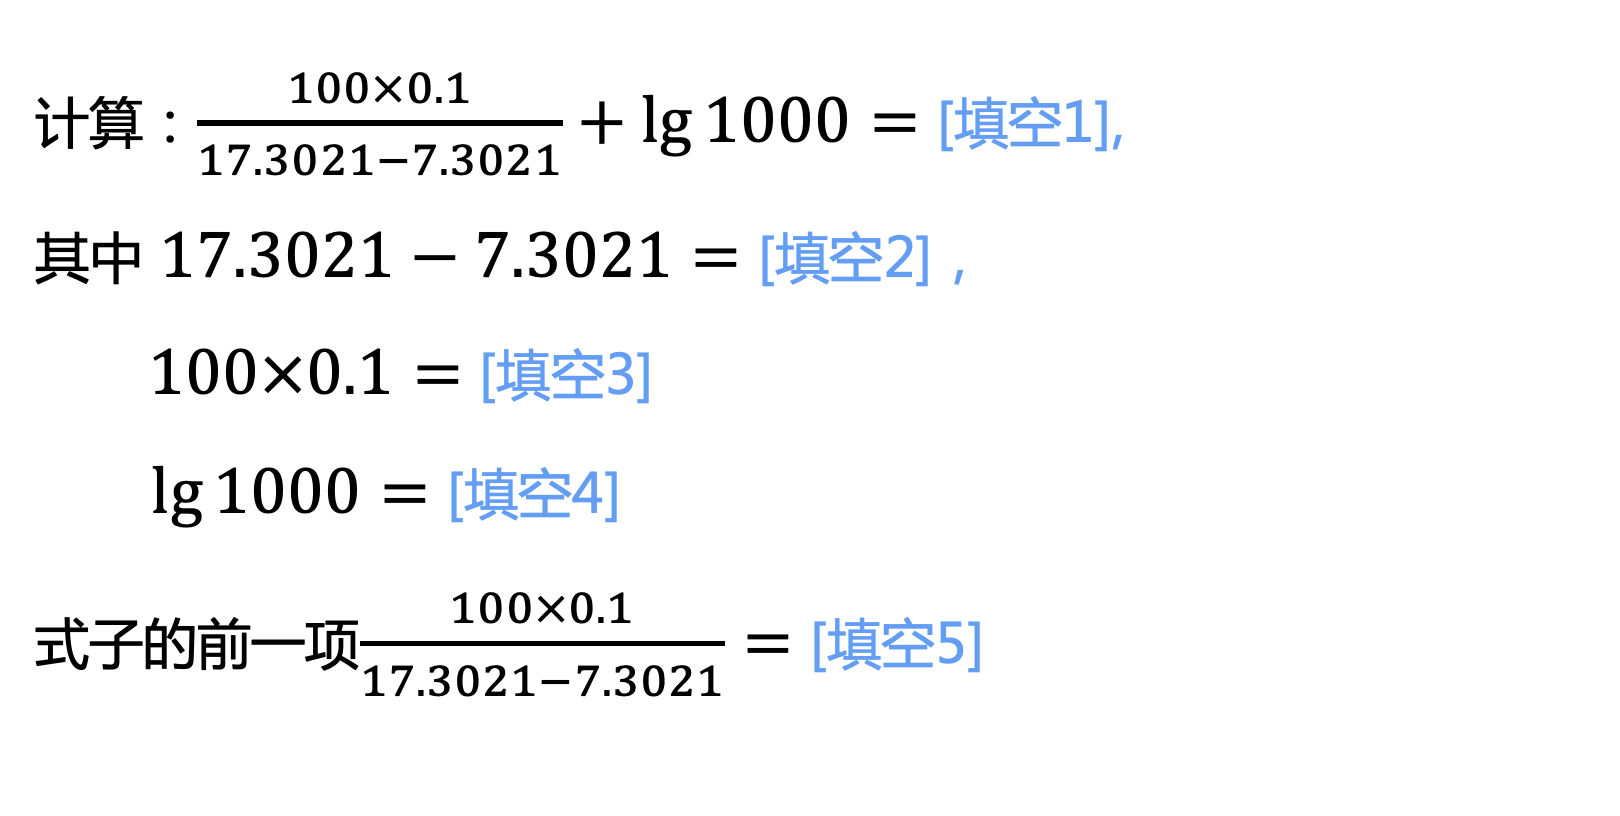 计算：\frac{100×0.1}{17.3021−7.3021} + lg 1000 = [填空1],
其中 17.3021 − 7.3021 = [填空2]，
100×0.1 = [填空3]
lg 1000 = [填空4]
式子的前一项\frac{100×0.1}{17.3021−7.3021} = [填空5]